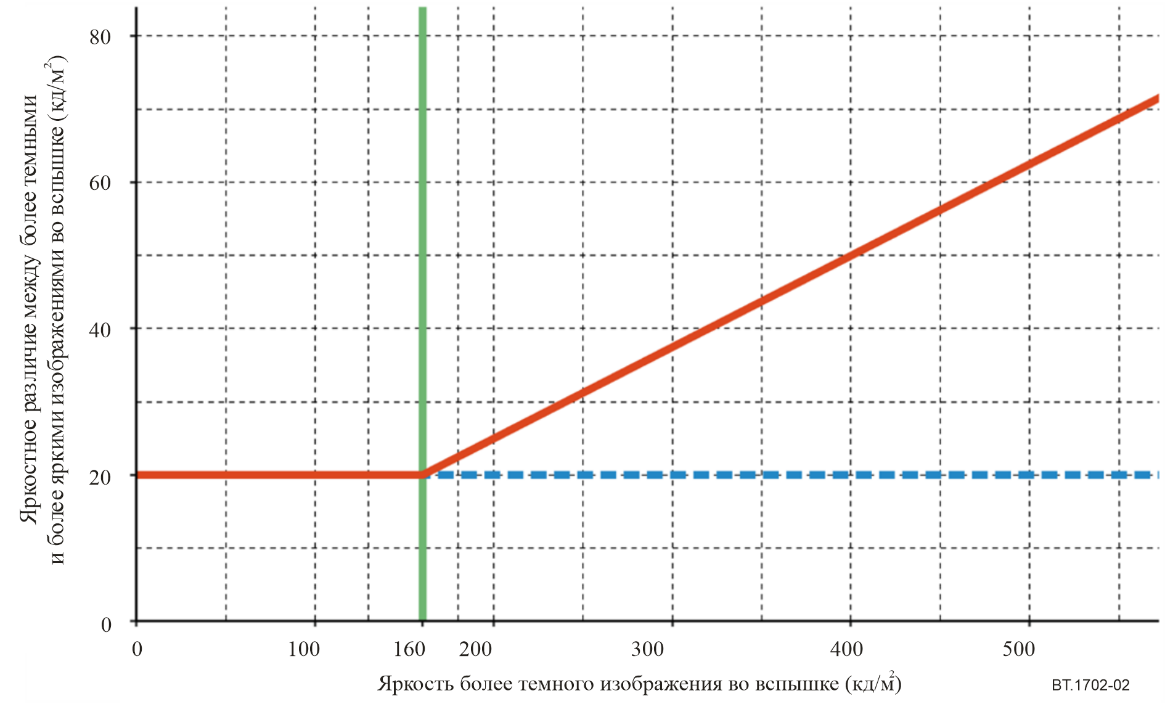 Яркостное различие между более темными
и более яркими изображениями во вспышке (кд/м²)
80
60
40
20
0
0 100 160 200 300 400 500
Яркость более темного изображения во вспышке (кд/м²)
BT.1702-02